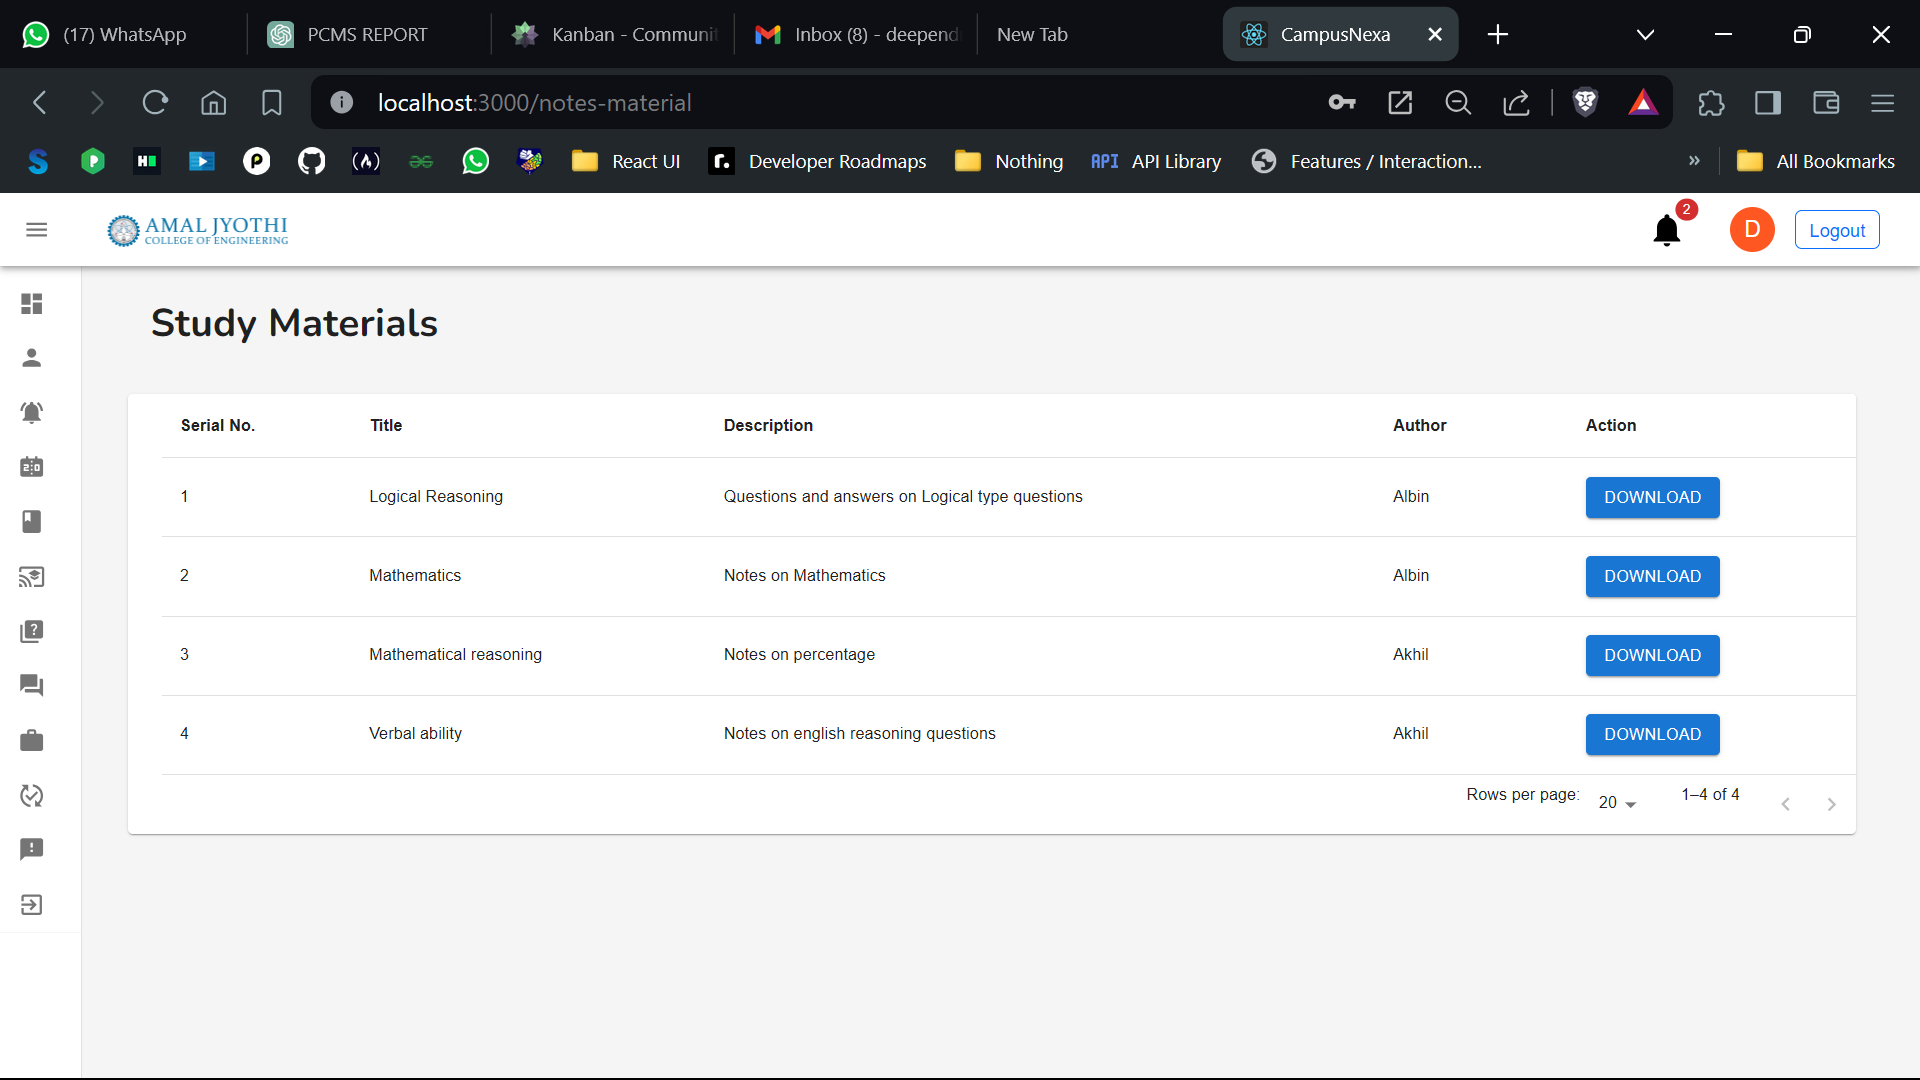 (17) WhatsApp
PCMS REPORT
Kanban - Communit
Inbox (8) - deepend
New Tab
CampusNexa
localhost:3000/notes-material
React UI
Developer Roadmaps
Nothing
API API Library
Features / Interaction...
» All Bookmarks
AMAL JYOTHI
COLLEGE OF ENGINEERING
2
D
Logout
Study Materials
Serial No. Title Description Author Action
1 Logical Reasoning Questions and answers on Logical type questions Albin DOWNLOAD
2 Mathematics Notes on Mathematics Albin DOWNLOAD
3 Mathematical reasoning Notes on percentage Akhil DOWNLOAD
4 Verbal ability Notes on english reasoning questions Akhil DOWNLOAD
Rows per page: 20 1–4 of 4